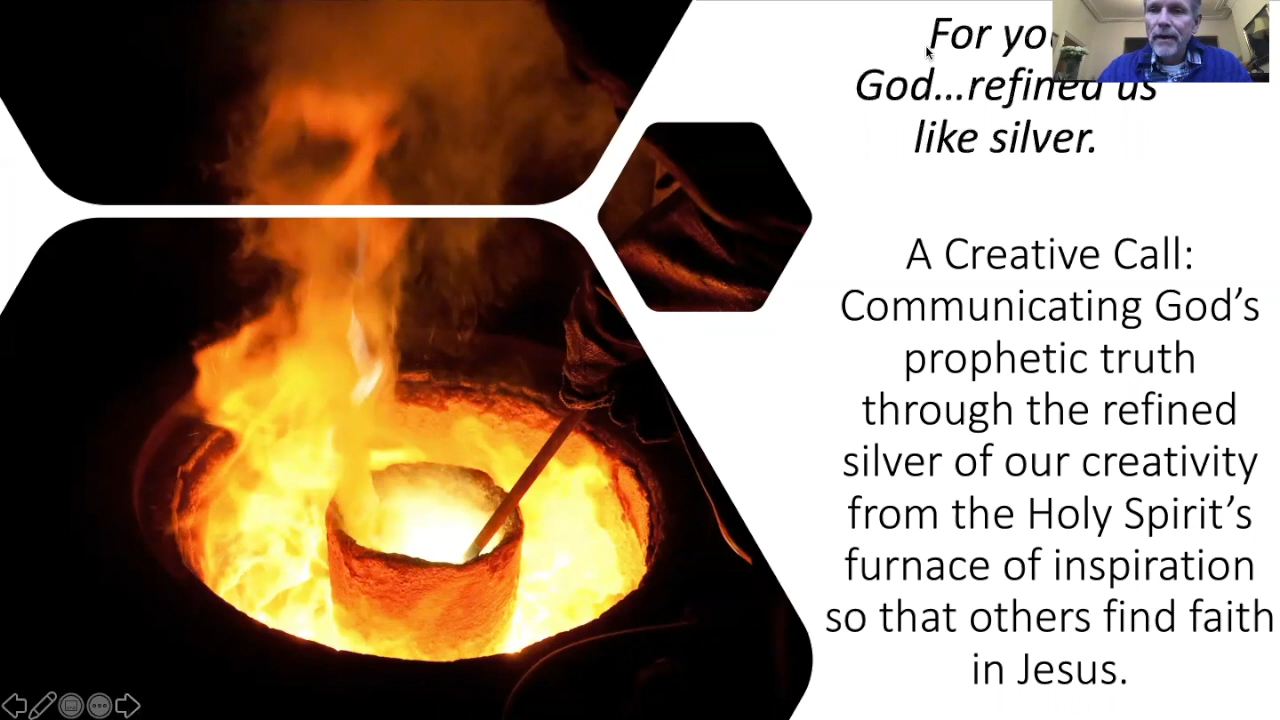 For yo
God...refined us
like silver.
A Creative Call:
Communicating God’s
prophetic truth
through the refined
silver of our creativity
from the Holy Spirit’s
furnace of inspiration
so that others find faith
in Jesus.